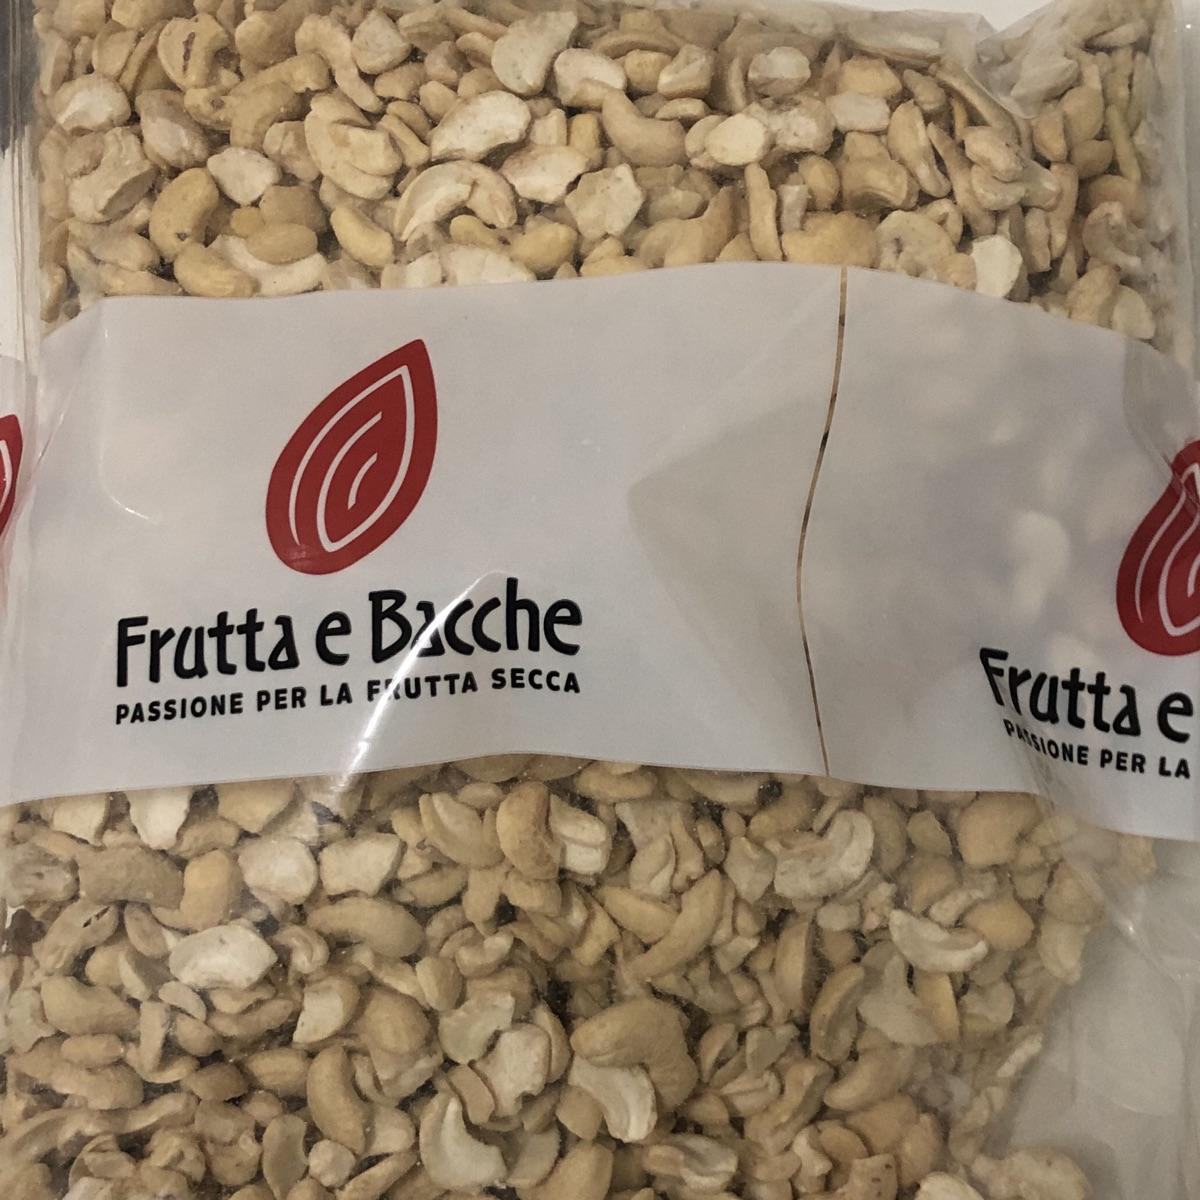 Frutta e Bacche
PASSIONE PER LA FRUTTA SECCA
Frutta e
PASSIONE PER LA